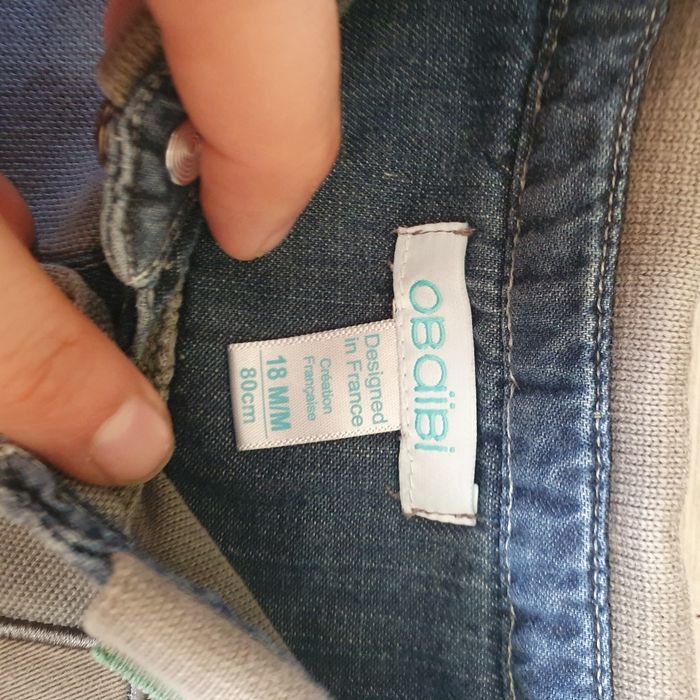 OBaïBi
Designed
in France
Création
Française
18 M/M
80cm